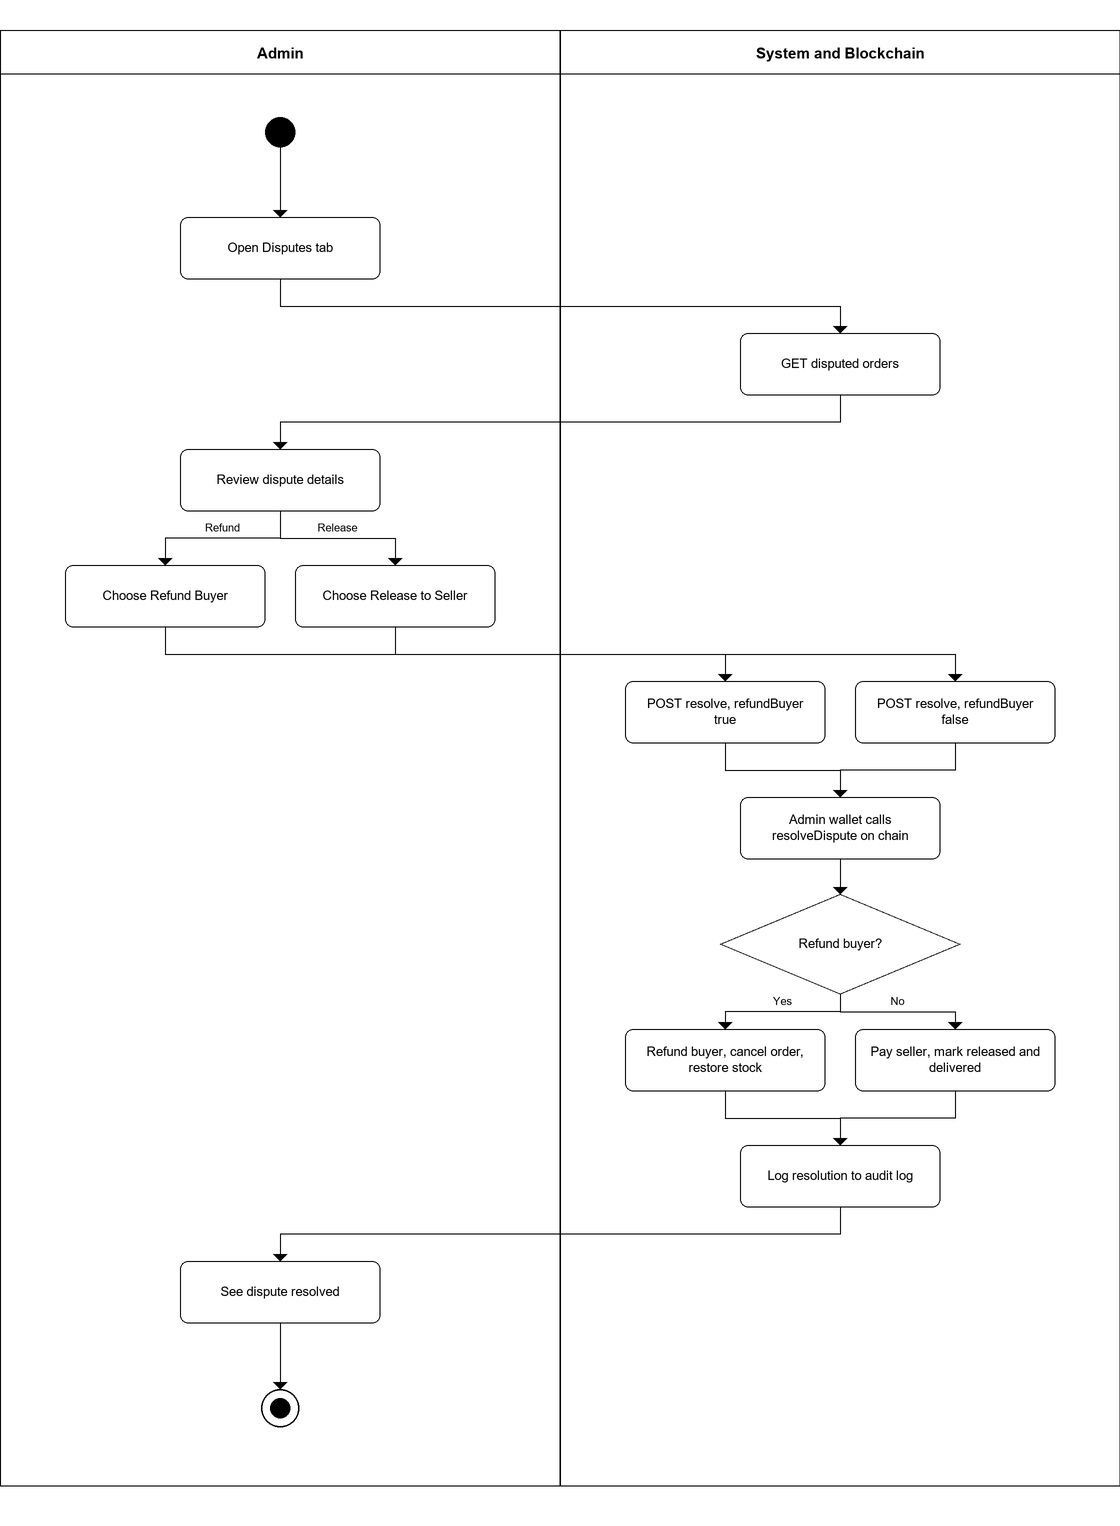 Admin
System and Blockchain
Open Disputes tab
GET disputed orders
Review dispute details
Refund
Release
Choose Refund Buyer
Choose Release to Seller
POST resolve, refundBuyer
true
POST resolve, refundBuyer
false
Admin wallet calls
resolveDispute on chain
Refund buyer?
Yes
No
Refund buyer, cancel order,
restore stock
Pay seller, mark released and
delivered
Log resolution to audit log
See dispute resolved